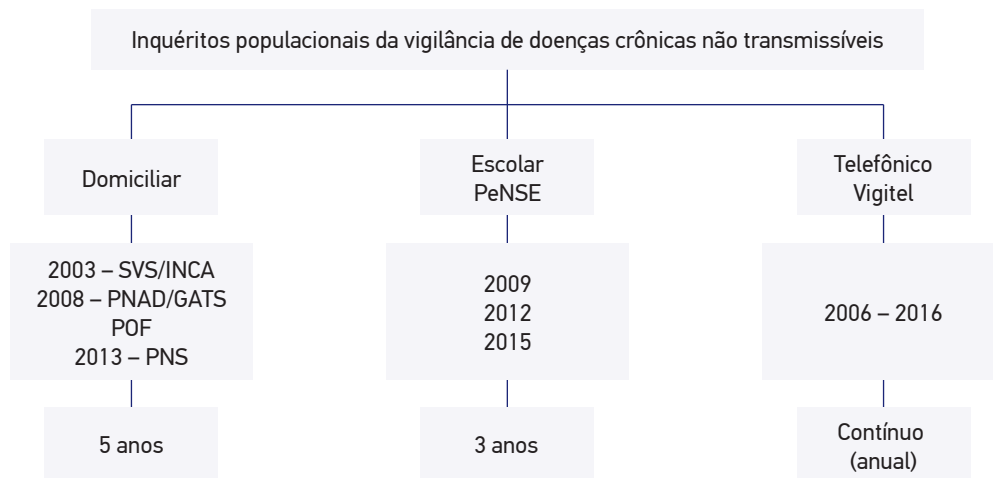 Inquéritos populacionais da vigilância de doenças crônicas não transmissíveis
Domiciliar
2003 – SVS/INCA
2008 – PNAD/GATS
POF
2013 – PNS
5 anos
Escolar
PeNSE
2009
2012
2015
3 anos
Telefônico
Vigitel
2006 – 2016
Contínuo
(anual)